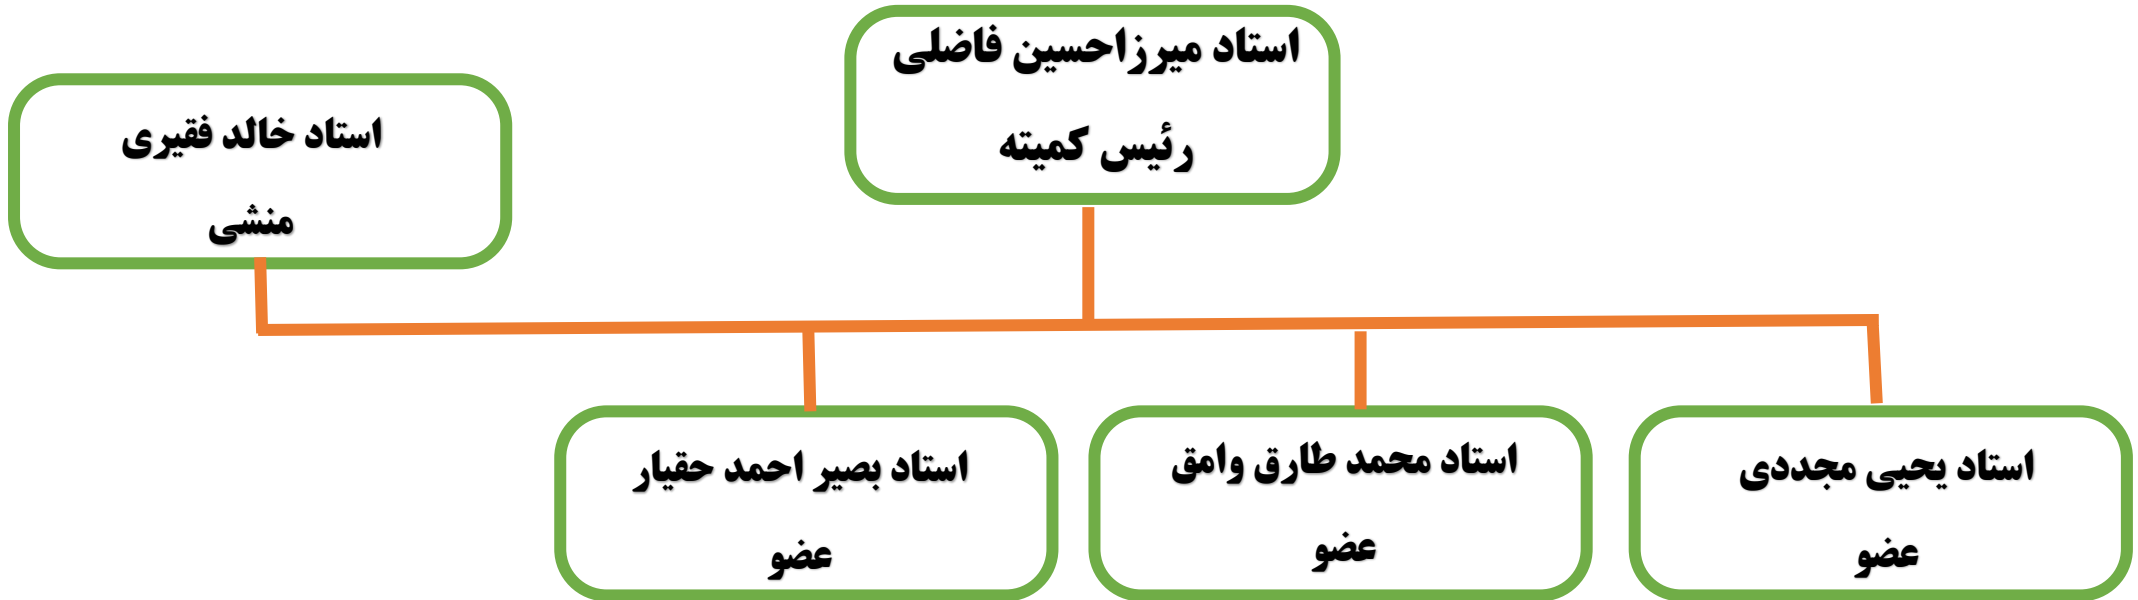 استاد میرزاحسین فاضلی
رئیس کمیته
استاد خالد فقیری
منشی
استاد یحیی مجددی
عضو
استاد محمد طارق وامق
عضو
استاد بصیر احمد حقیار
عضو